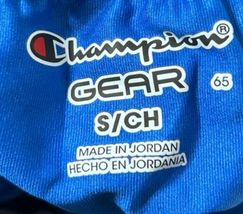 Champion®
GEAR 65
S/CH
MADE IN JORDAN
HECHO EN JORDANIA